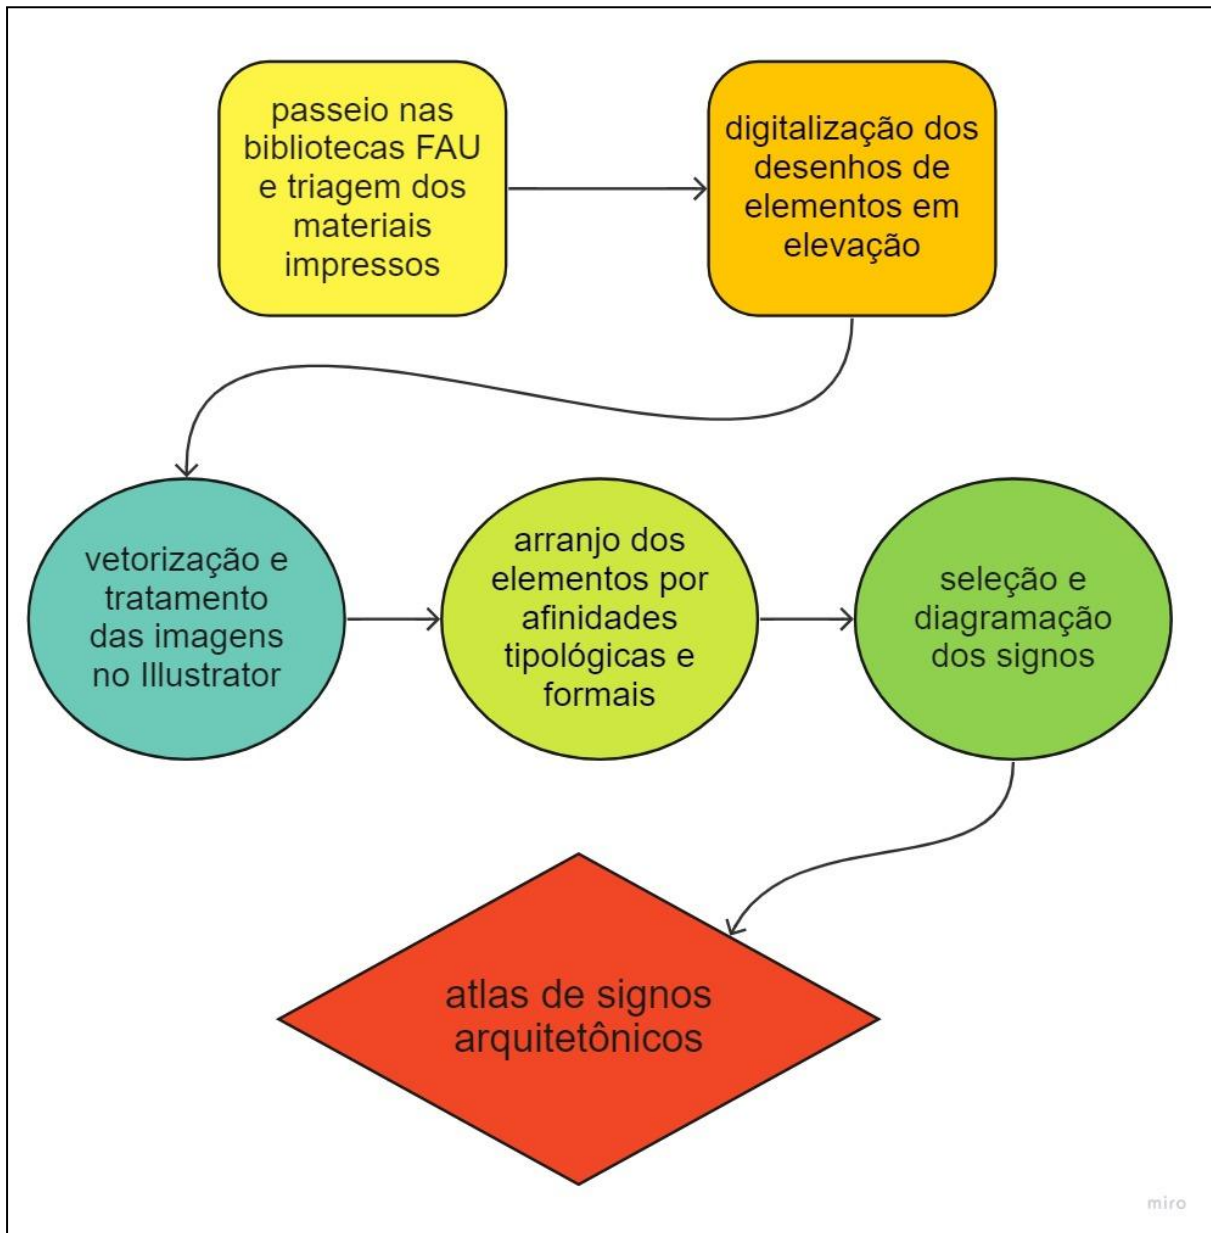 passeio nas
bibliotecas FAU
e triagem dos
materiais
impressos
digitalização dos
desenhos de
elementos em
elevação
vetorização e
tratamento
das imagens
no Illustrator
arranjo dos
elementos por
afinidades
tipológicas e
formais
seleção e
diagramação
dos signos
atlas de signos
arquitetônicos
miro